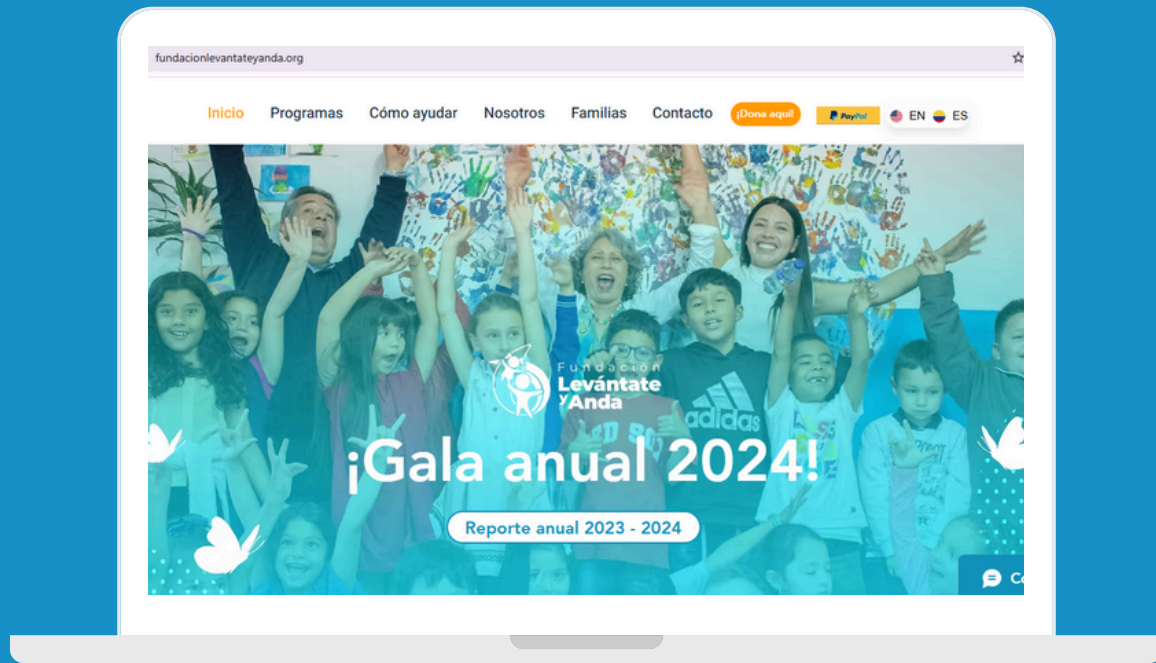 fundacionlevantateyanda.org
Inicio Programas Cómo ayudar Nosotros Familias Contacto ¡Dona aquí! PayPal EN ES
Fundación
Levántate
y Anda
adidas
¡Gala anual 2024!
Reporte anual 2023 - 2024